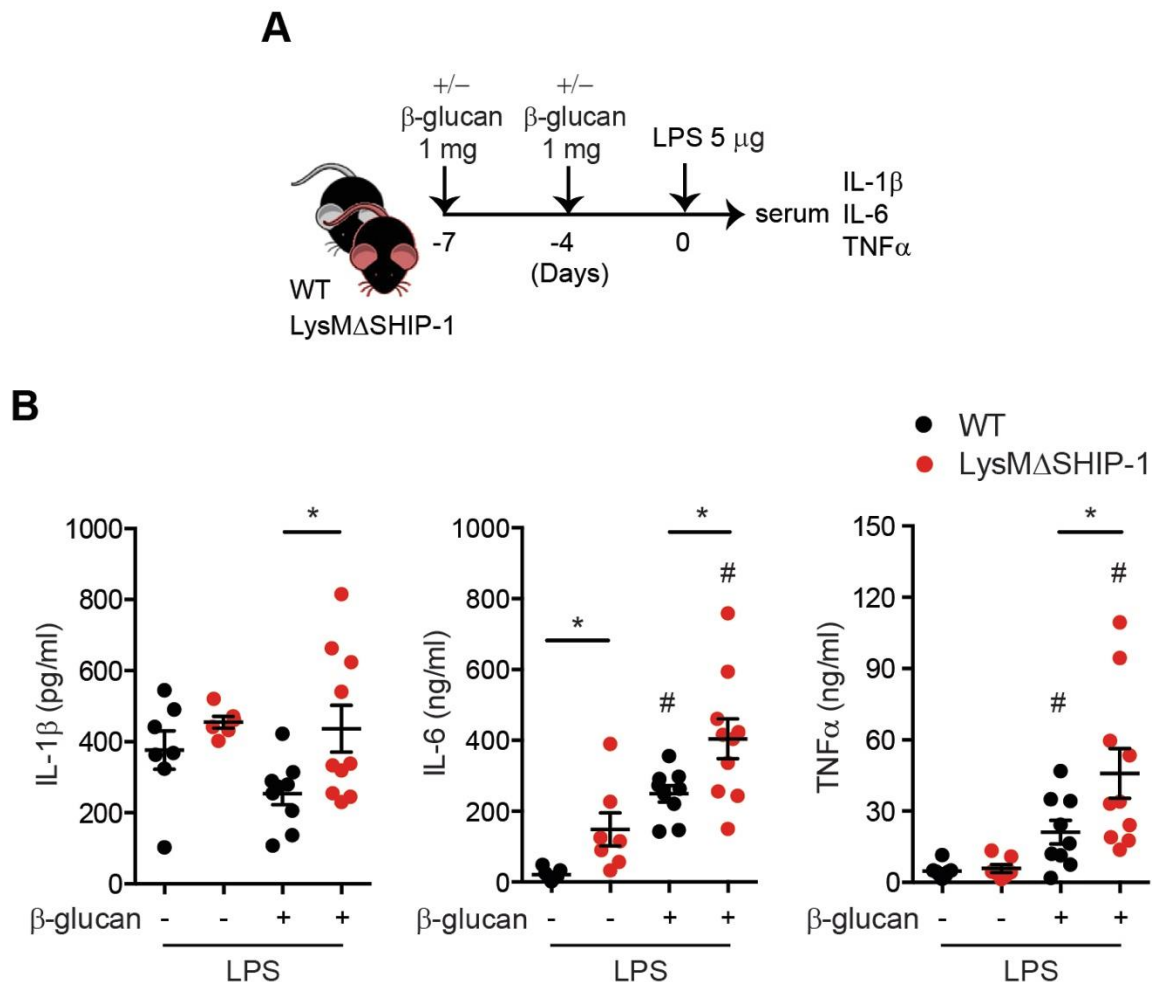 A
+/–
β-glucan
1 mg
+/–
β-glucan
1 mg
LPS 5 μg
-7
-4
0
(Days)
serum
IL-1β
IL-6
TNFα
WT
LysMΔSHIP-1
B
WT
LysMΔSHIP-1
IL-1β (pg/ml)
1000
800
600
400
200
0
*
β-glucan - - + +
LPS
IL-6 (ng/ml)
1000
800
600
400
200
0
*
*
#
#
- - + +
LPS
TNFα (ng/ml)
150
120
90
60
30
0
*
#
#
- - + +
LPS